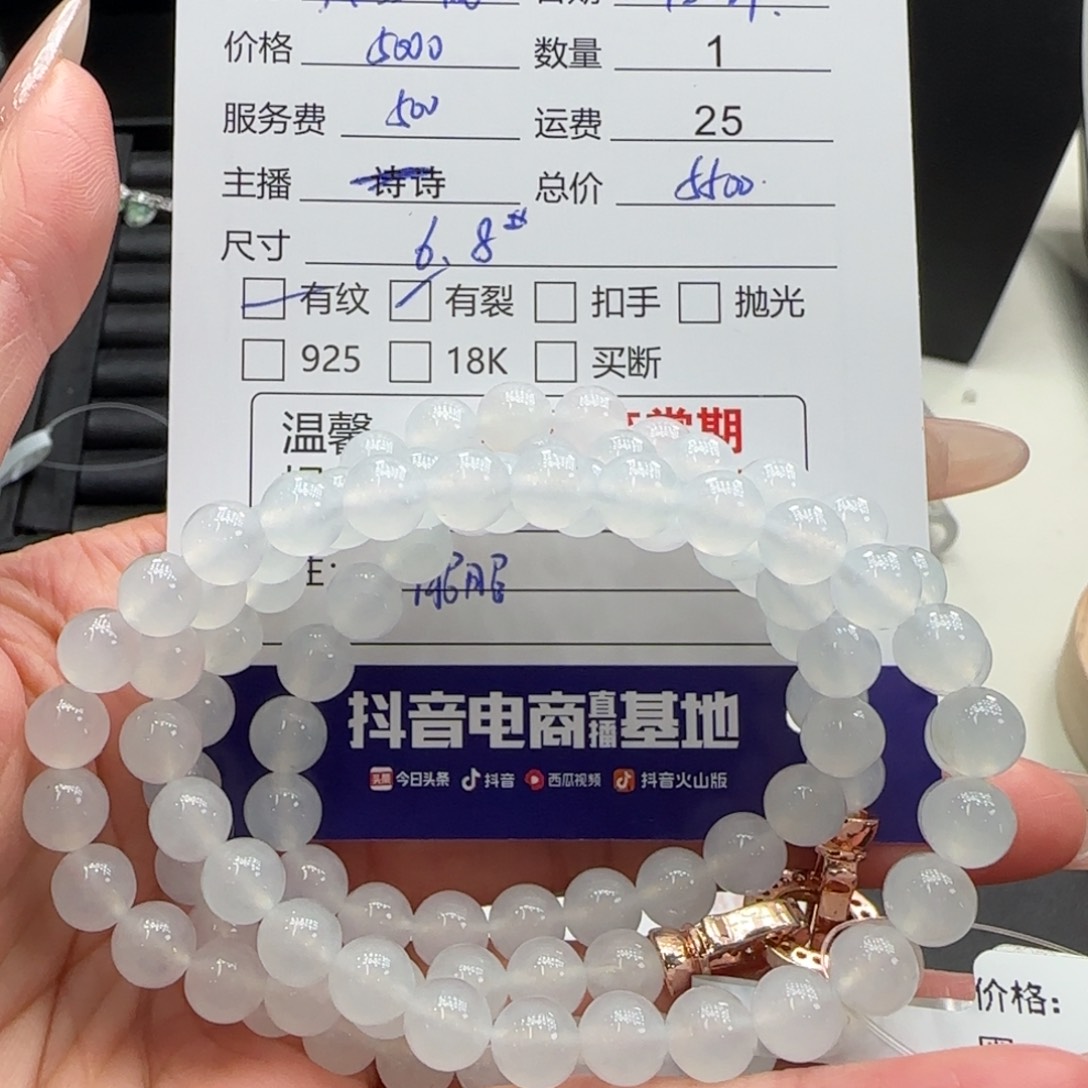 价格 5000 数量 1
服务费 500 运费 25
主播 诗诗 总价 5500
尺寸 6.8
有纹 有裂 扣手 抛光
925 18K 买断
温馨
抖音电商直播基地
头条 今日头条 抖音 西瓜视频 抖音火山版
价格: